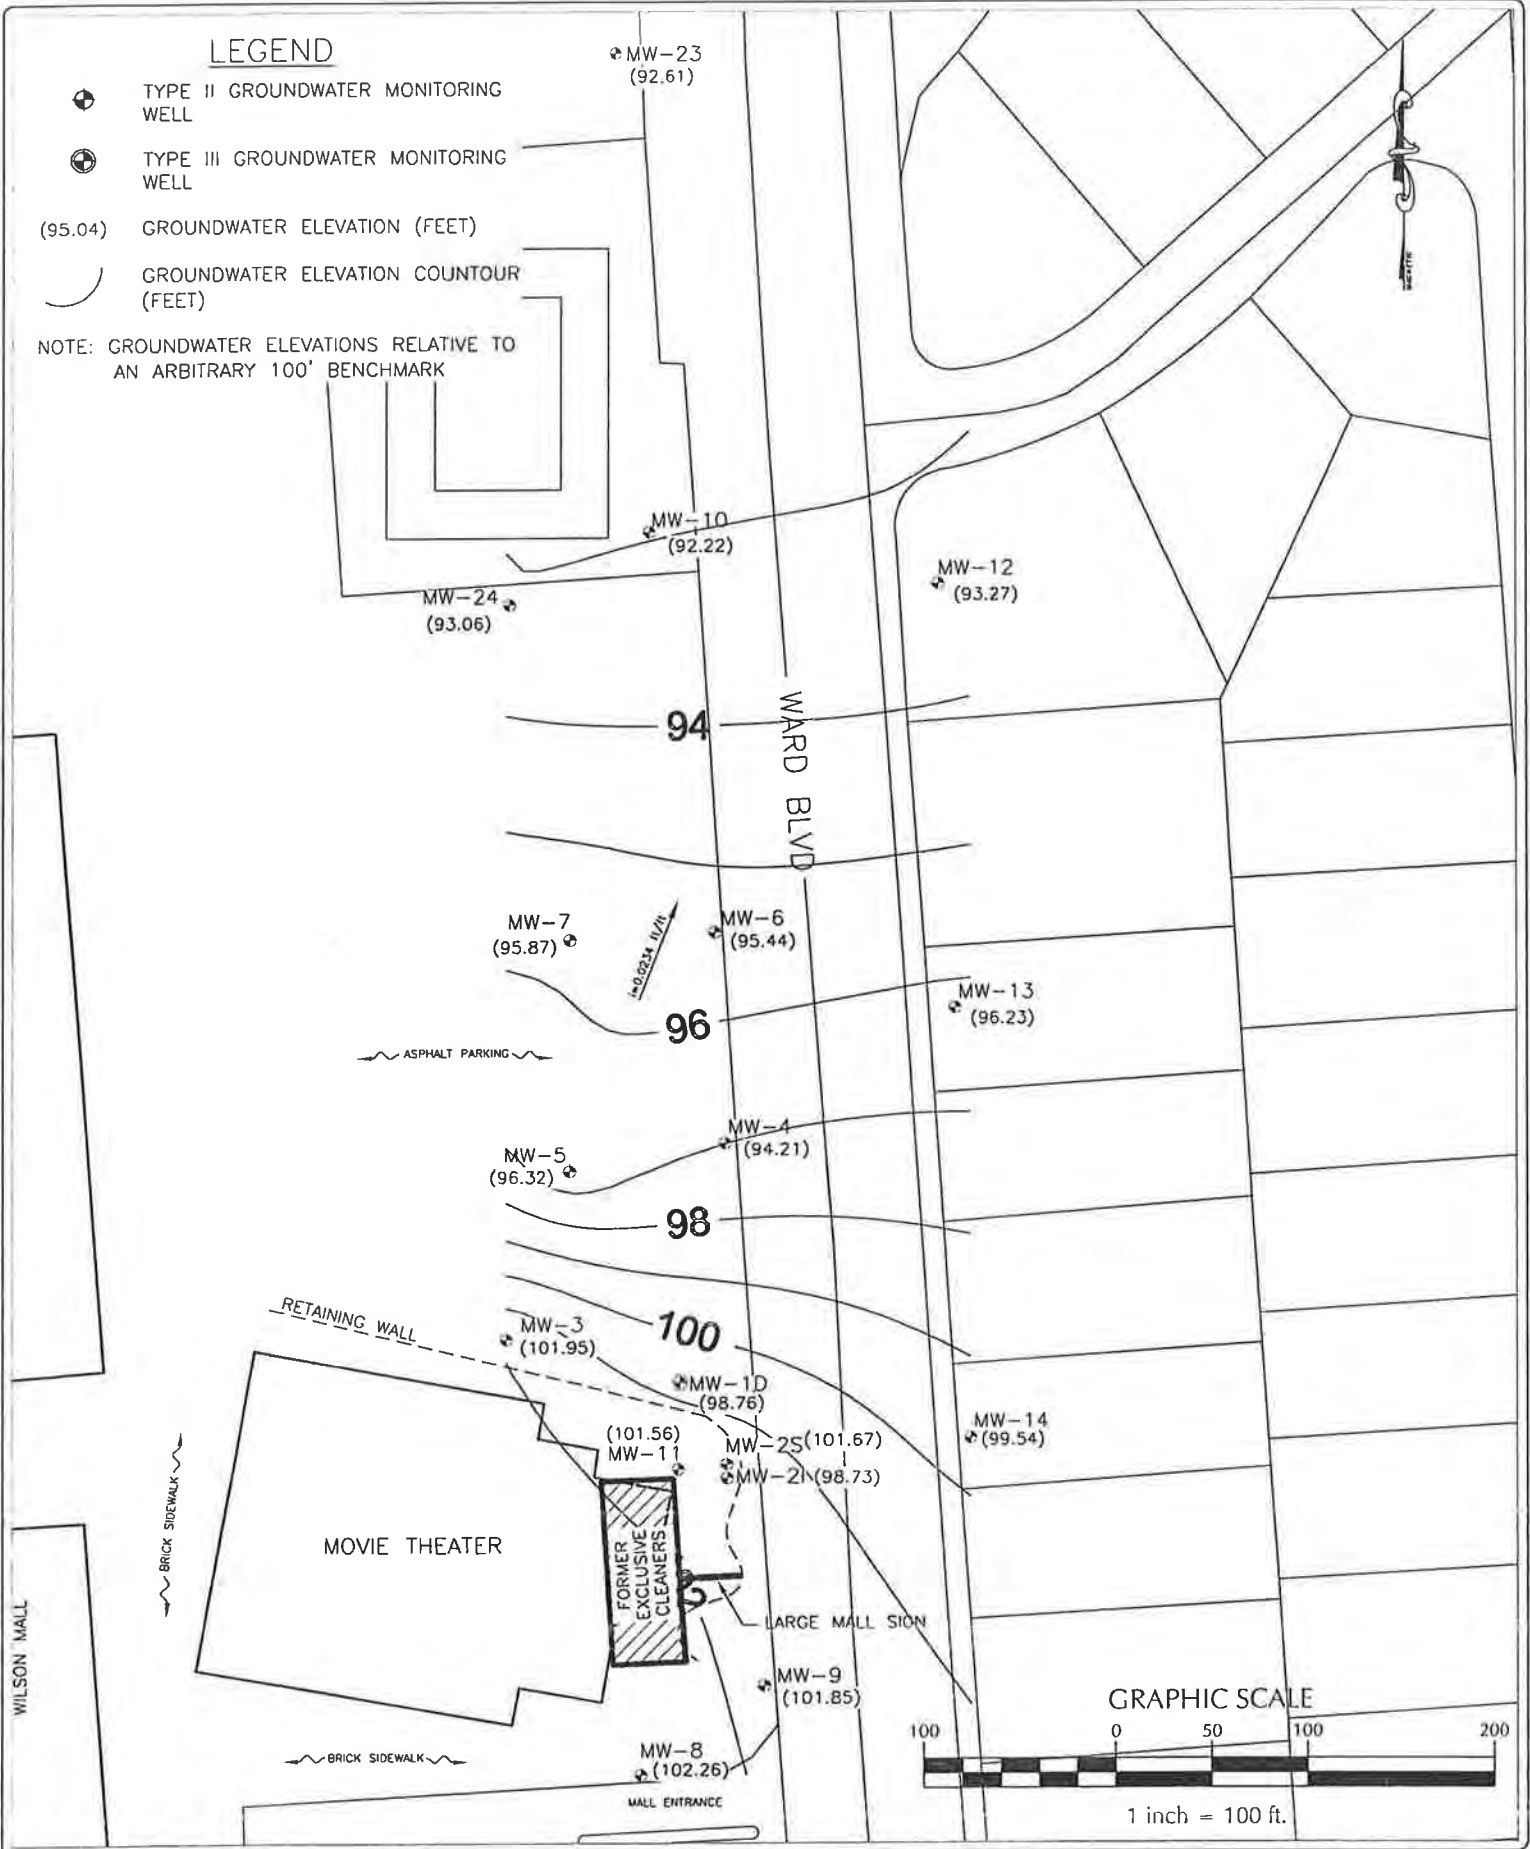 LEGEND
TYPE II GROUNDWATER MONITORING
WELL
TYPE III GROUNDWATER MONITORING
WELL
(95.04) GROUNDWATER ELEVATION (FEET)
GROUNDWATER ELEVATION COUNTOUR
(FEET)
NOTE: GROUNDWATER ELEVATIONS RELATIVE TO
AN ARBITRARY 100' BENCHMARK
MW-23
(92.61)
MW-10
(92.22)
MW-12
(93.27)
MW-24
(93.06)
94
WARD BLVD
MW-7
(95.87)
i=0.0234 ft/ft
MW-6
(95.44)
MW-13
(96.23)
96
ASPHALT PARKING
MW-4
(94.21)
MW-5
(96.32)
98
RETAINING WALL
MW-3
(101.95)
100
MW-1D
(98.76)
MW-14
(99.54)
(101.56)
MW-11
MW-2S (101.67)
MW-2I (98.73)
BRICK SIDEWALK
MOVIE THEATER
FORMER
EXCLUSIVE
CLEANERS
LARGE MALL SIGN
WILSON MALL
MW-9
(101.85)
BRICK SIDEWALK
MW-8
(102.26)
MALL ENTRANCE
GRAPHIC SCALE
100 0 50 100 200
1 inch = 100 ft.